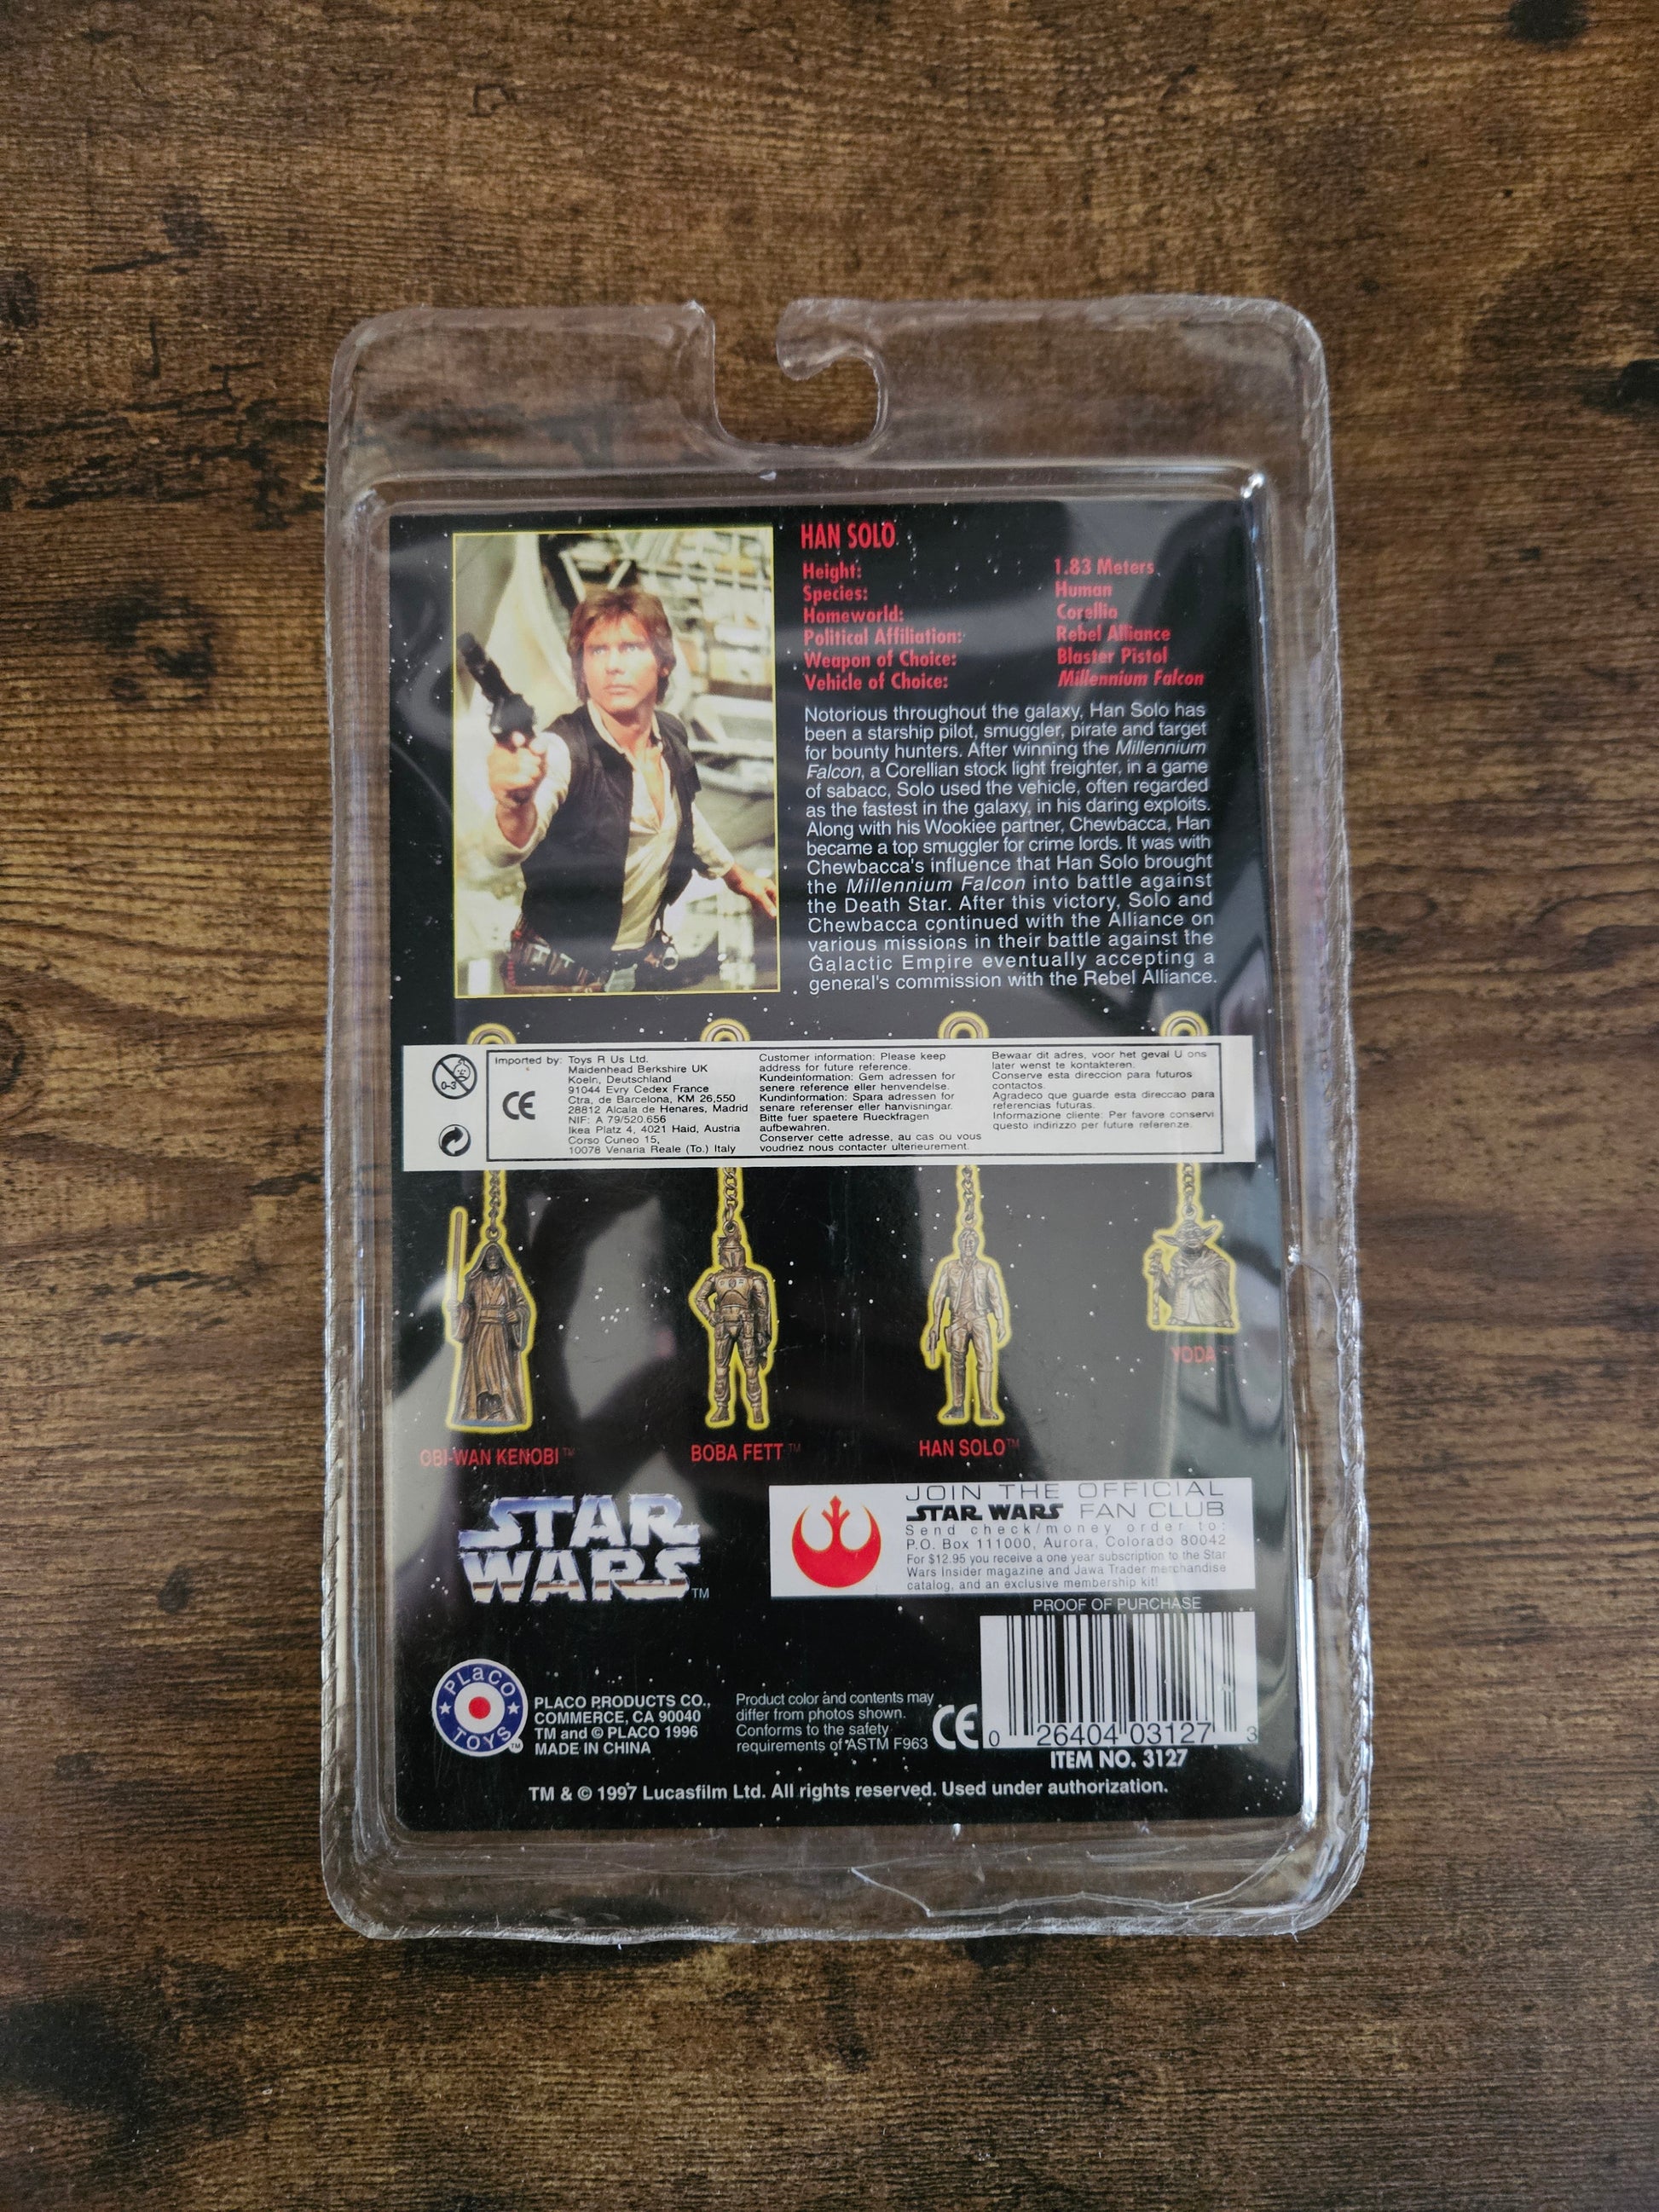 HAN SOLO
Height: 1.83 Meters
Species: Human
Homeworld: Corellia
Political Affiliation: Rebel Alliance
Weapon of Choice: Blaster Pistol
Vehicle of Choice: Millennium Falcon
Notorious throughout the galaxy, Han Solo has
been a starship pilot, smuggler, pirate and target
for bounty hunters. After winning the Millennium
Falcon, a Corellian stock light freighter, in a game
of sabacc, Solo used the vehicle, often regarded
as the fastest in the galaxy, in his daring exploits.
Along with his Wookiee partner, Chewbacca, Han
became a top smuggler for crime lords. It was with
Chewbacca's influence that Han Solo brought
the Millennium Falcon into battle against
the Death Star. After this victory, Solo and
Chewbacca continued with the Alliance on
various missions in their battle against the
Galactic Empire eventually accepting a
general's commission with the Rebel Alliance.
0-3
CE
Imported by: Toys R Us Ltd.
Maidenhead Berkshire UK
Koeln, Deutschland
91044 Evry Cedex France
Ctra, de Barcelona, KM 26,550
28812 Alcala de Henares, Madrid
NIF: A 79/520.656
Ikea Platz 4, 4021 Haid, Austria
Corso Cuneo 15,
10078 Venaria Reale (To.) Italy
Customer information: Please keep
address for future reference.
Kundeinformation: Gem adressen for
senere reference eller henvendelse.
Kundinformation: Spara adressen for
senare referenser eller hanvisningar.
Bitte fuer spaetere Rueckfragen
aufbewahren.
Conserver cette adresse, au cas ou vous
voudriez nous contacter ulterieurement.
Bewaar dit adres, voor het geval U ons
later wenst te kontakteren.
Conserve esta direccion para futuros
contactos.
Agradeco que guarde esta direccao para
referencias futuras.
Informazione cliente: Per favore conservi
questo indirizzo per future referenze.
OBI-WAN KENOBI™
BOBA FETT™
HAN SOLO™
YODA™
STAR
WARS™
JOIN THE OFFICIAL
STAR WARS FAN CLUB
Send check/money order to:
P.O. Box 111000, Aurora, Colorado 80042
For $12.95 you receive a one year subscription to the Star
Wars Insider magazine and Jawa Trader merchandise
catalog, and an exclusive membership kit!
PROOF OF PURCHASE
PLaCO
TOYS™
PLACO PRODUCTS CO.,
COMMERCE, CA 90040
TM and © PLACO 1996
MADE IN CHINA
Product color and contents may
differ from photos shown.
Conforms to the safety
requirements of ASTM F963
CE
0 26404 03127 3
ITEM NO. 3127
TM & © 1997 Lucasfilm Ltd. All rights reserved. Used under authorization.